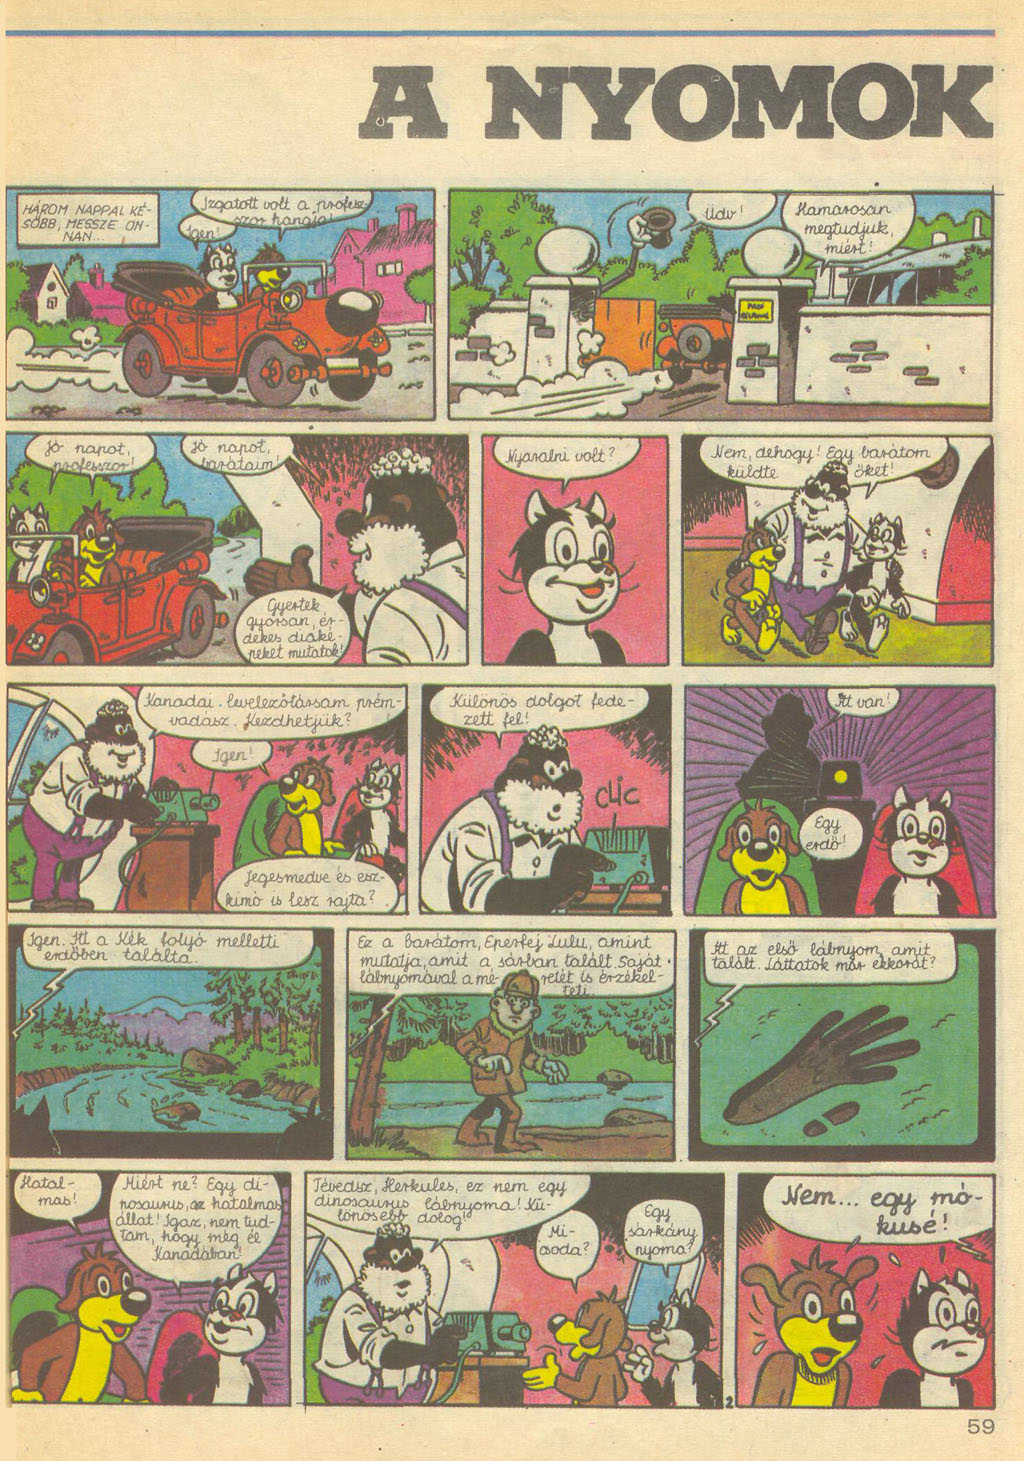 A NYOMOK
HÁROM NAPPAL KÉ-
SŐBB, MESSZE ON-
NAN...
Izgatott volt a profesz-
szor hangja!
Igen!
Üdv!
Hamarosan
megtudjuk,
miért!
Jó napot,
professzor!
Jó napot,
barátaim!
Gyertek
gyorsan, ér-
dekes diaké-
peket mutatok!
Nyaralni volt?
Nem, dehogy! Egy barátom
küldte őket!
Kanadai levelezőtársam prém-
vadász. Kezdhetjük?
Igen!
Jegesmedve és esz-
kimó is lesz rajta?
Különös dolgot fede-
zett fel!
CLIC
Itt van!
Egy
erdő!
Igen. Itt a Kék folyó melletti
erdőben találta.
Ez a barátom, Eperfej Lulu, amint
mutatja, amit a sárban talált. Saját
lábnyomával a mé- retét is érzékel-
teti.
Itt az első lábnyom, amit
talált. Láttatok már ekkorát?
Hatal-
mas!
Miért ne? Egy di-
nosaurus, az hatalmas
állat! Igaz, nem tud-
tam, hogy még él
Kanadában!
Tévedsz, Herkules, ez nem egy
dinosaurus lábnyoma! Kü-
lönösebb dolog!
Mi-
csoda?
Egy
sárkány
nyoma?
Nem... egy mó-
kusé!
2
59